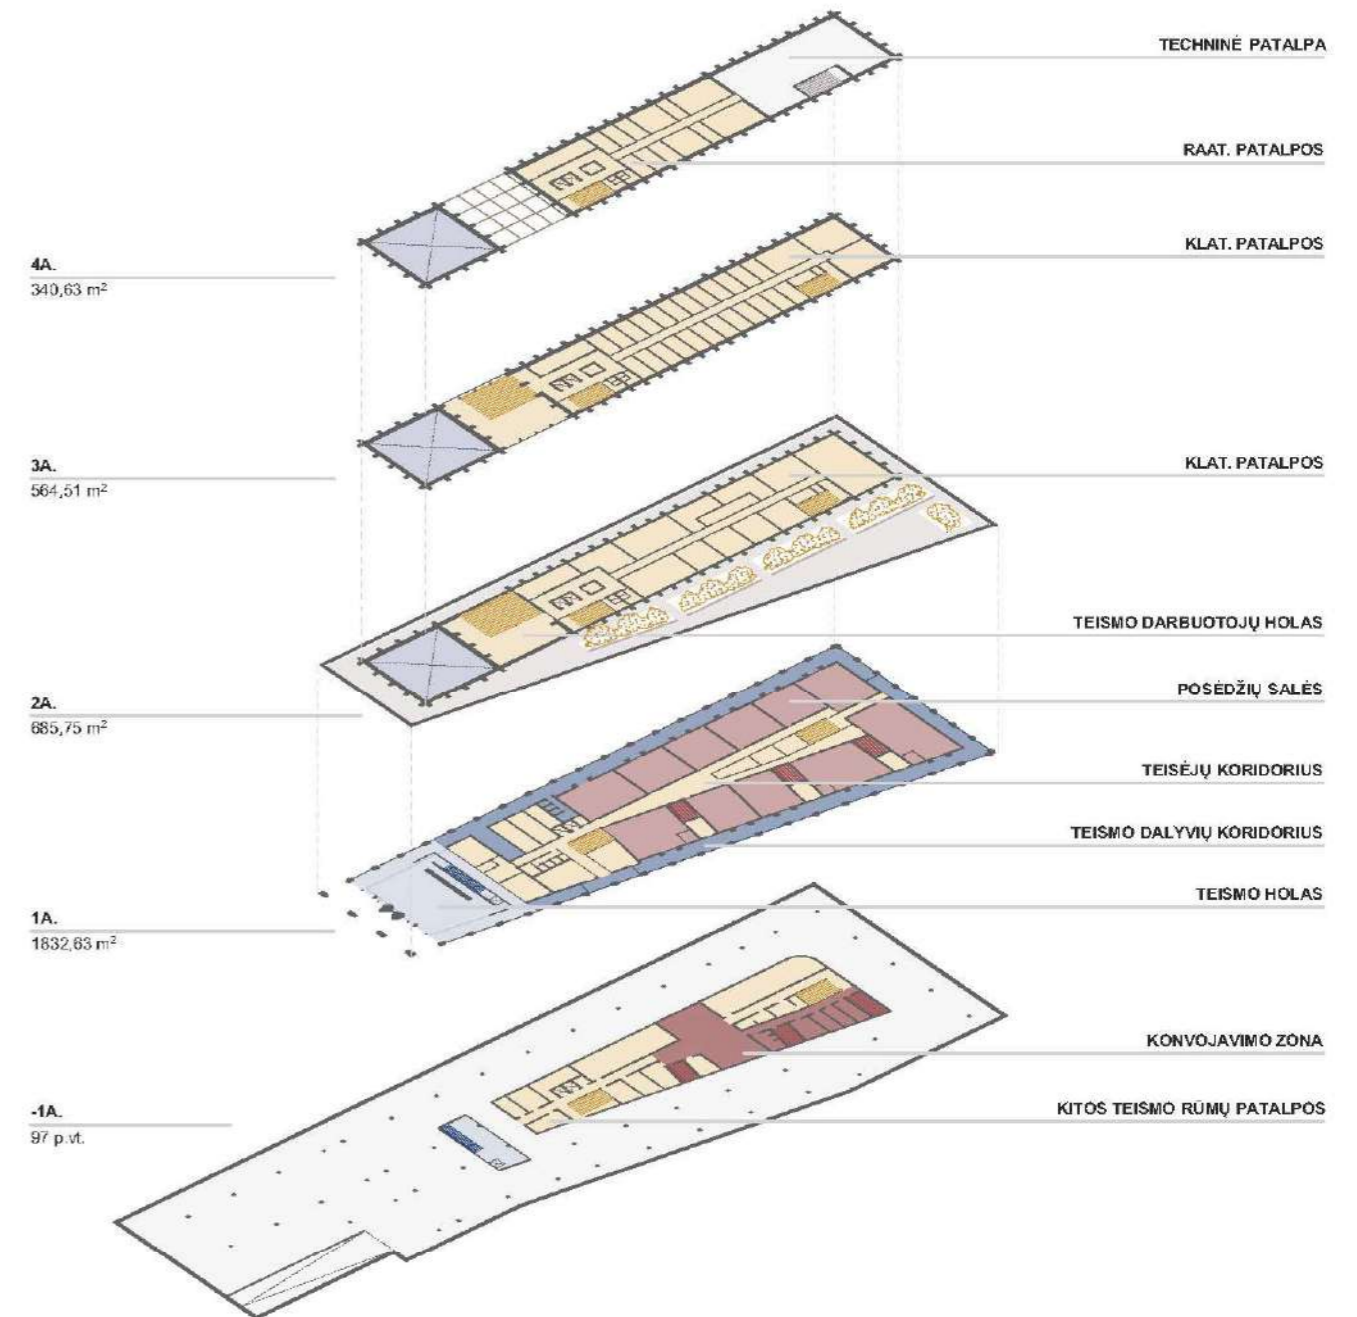 TECHNINĖ PATALPA
RAAT. PATALPOS
KLAT. PATALPOS
4A.
340,63 m²
KLAT. PATALPOS
3A.
564,51 m²
TEISMO DARBUOTOJŲ HOLAS
POSĖDŽIŲ SALĖS
2A.
685,75 m²
TEISĖJŲ KORIDORIUS
TEISMO DALYVIŲ KORIDORIUS
TEISMO HOLAS
1A.
1832,63 m²
KONVOJAVIMO ZONA
KITOS TEISMO RŪMŲ PATALPOS
-1A.
97 p.vt.